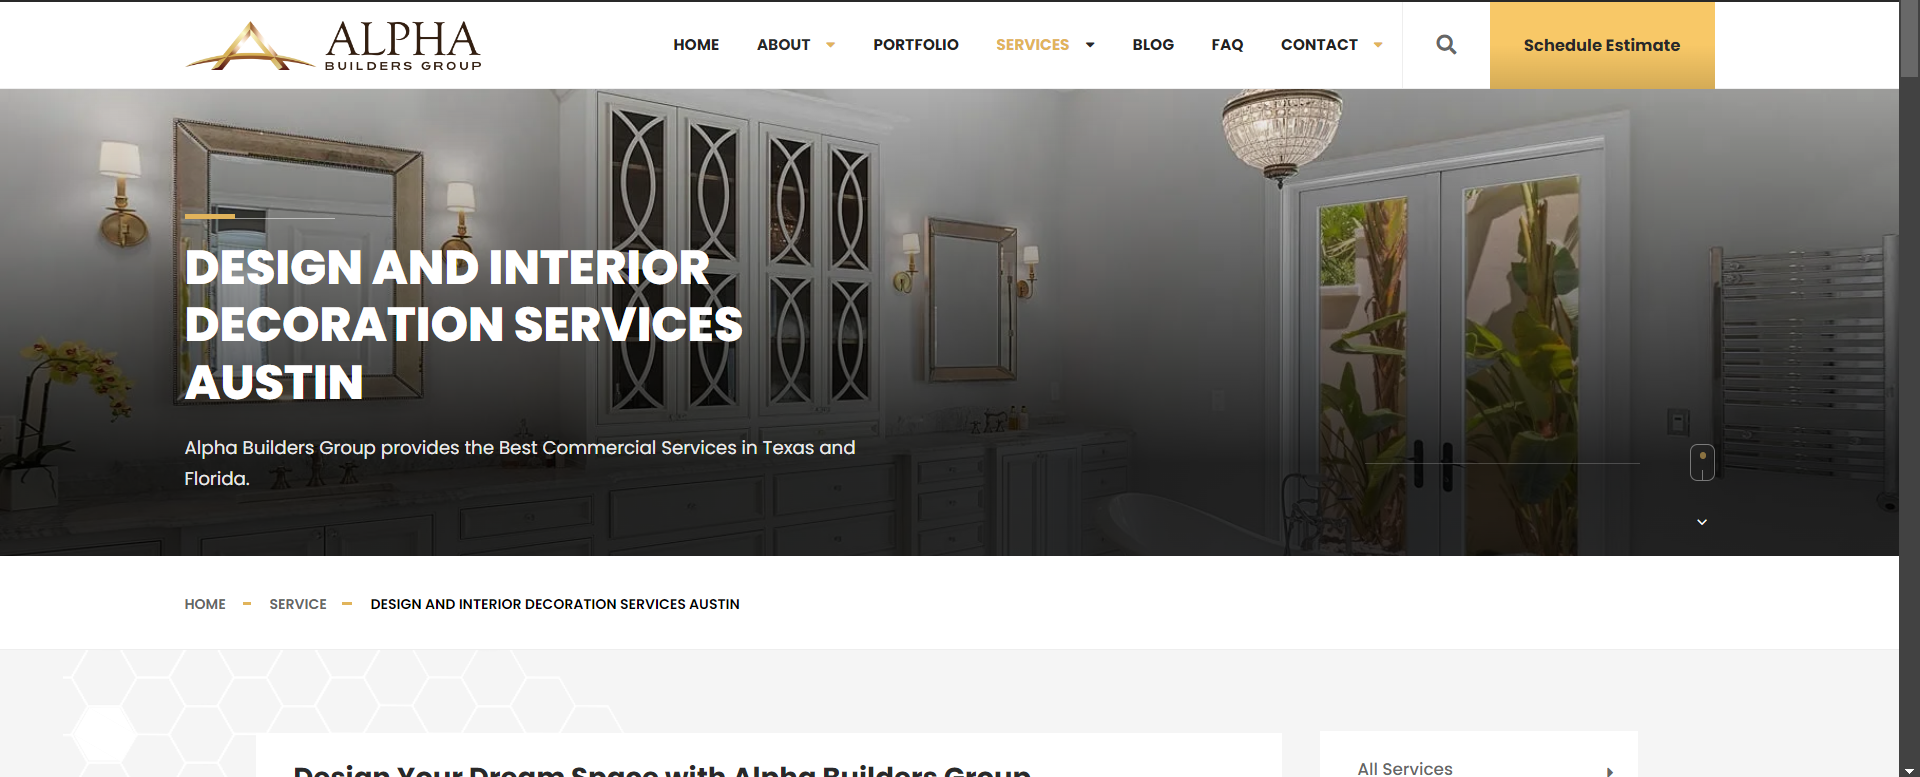 ALPHA
BUILDERS GROUP
HOME ABOUT PORTFOLIO SERVICES BLOG FAQ CONTACT Schedule Estimate
DESIGN AND INTERIOR
DECORATION SERVICES
AUSTIN
Alpha Builders Group provides the Best Commercial Services in Texas and
Florida.
HOME SERVICE DESIGN AND INTERIOR DECORATION SERVICES AUSTIN
Design Your Dream Space with Alpha Builders Group
All Services